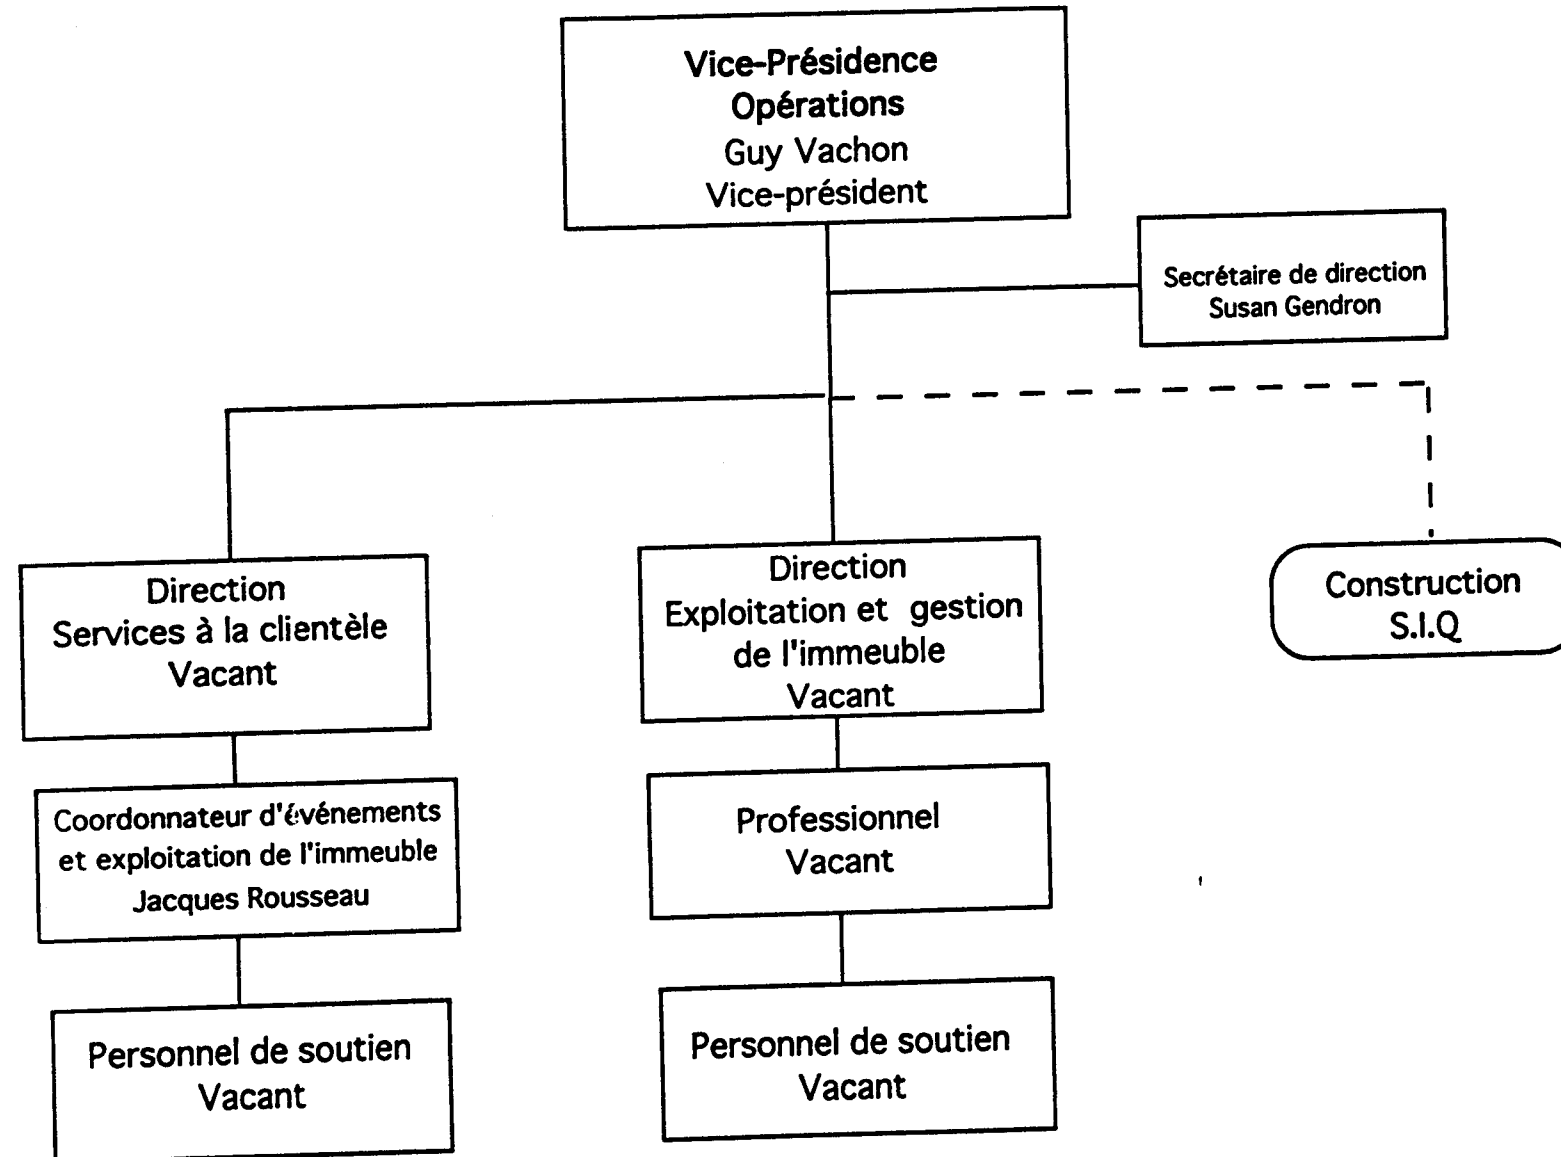 Vice-Présidence
Opérations
Guy Vachon
Vice-président
Secrétaire de direction
Susan Gendron
Direction
Services à la clientèle
Vacant
Direction
Exploitation et gestion
de l'immeuble
Vacant
Construction
S.I.Q
Coordonnateur d'événements
et exploitation de l'immeuble
Jacques Rousseau
Professionnel
Vacant
Personnel de soutien
Vacant
Personnel de soutien
Vacant